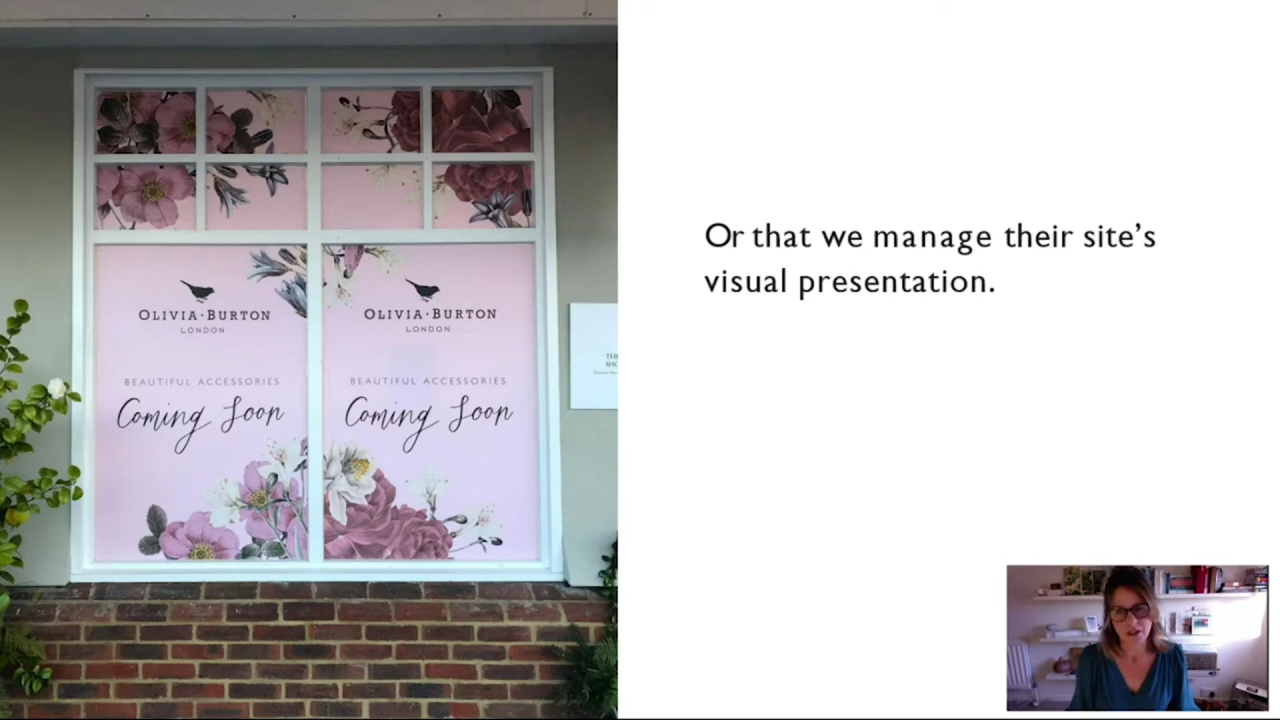 OLIVIA·BURTON
LONDON
BEAUTIFUL ACCESSORIES
Coming Soon
OLIVIA·BURTON
LONDON
BEAUTIFUL ACCESSORIES
Coming Soon
Or that we manage their site's
visual presentation.